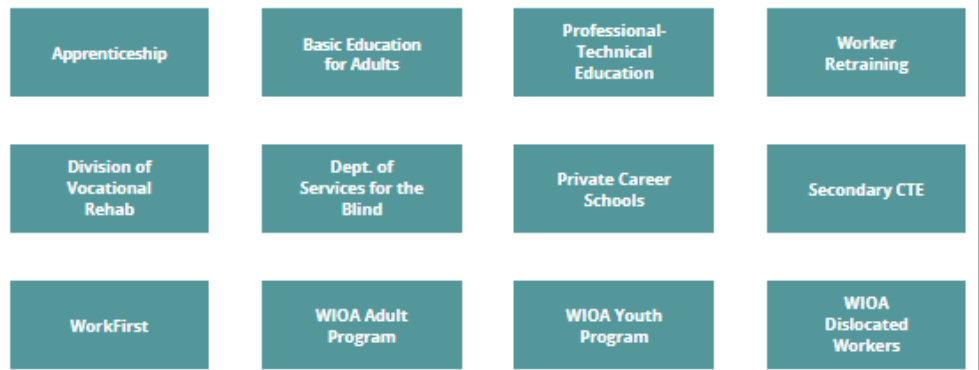 Apprenticeship
Basic Education
for Adults
Professional-
Technical
Education
Worker
Retraining
Division of
Vocational
Rehab
Dept. of
Services for the
Blind
Private Career
Schools
Secondary CTE
WorkFirst
WIOA Adult
Program
WIOA Youth
Program
WIOA
Dislocated
Workers